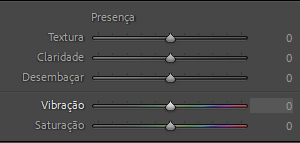 Presença
Textura 0
Claridade 0
Desembaçar 0
Vibração 0
Saturação 0